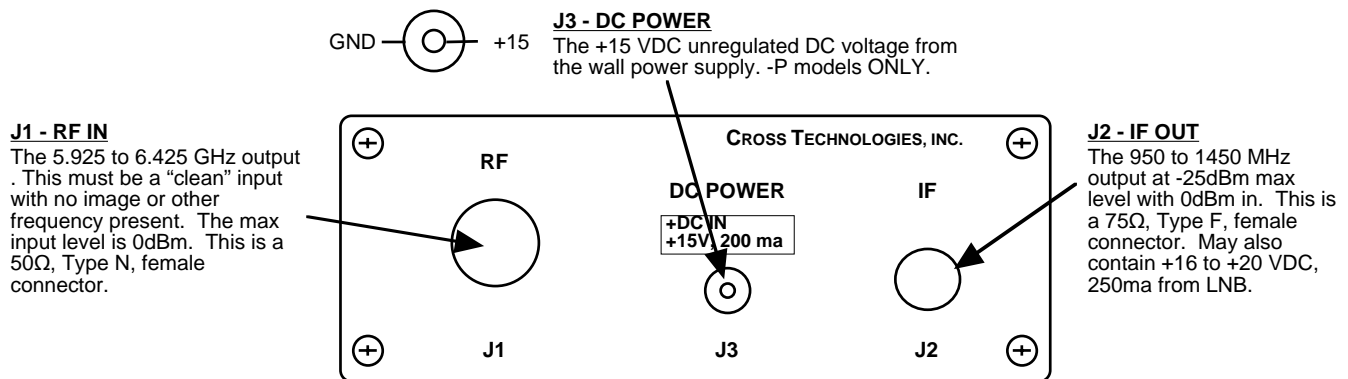 GND
+15
J3 - DC POWER
The +15 VDC unregulated DC voltage from
the wall power supply. -P models ONLY.
J1 - RF IN
The 5.925 to 6.425 GHz output
. This must be a “clean” input
with no image or other
frequency present. The max
input level is 0dBm. This is a
50Ω, Type N, female
connector.
CROSS TECHNOLOGIES, INC.
RF
DC POWER
IF
+DC IN
+15V, 200 ma
J1
J3
J2
J2 - IF OUT
The 950 to 1450 MHz
output at -25dBm max
level with 0dBm in. This is
a 75Ω, Type F, female
connector. May also
contain +16 to +20 VDC,
250ma from LNB.